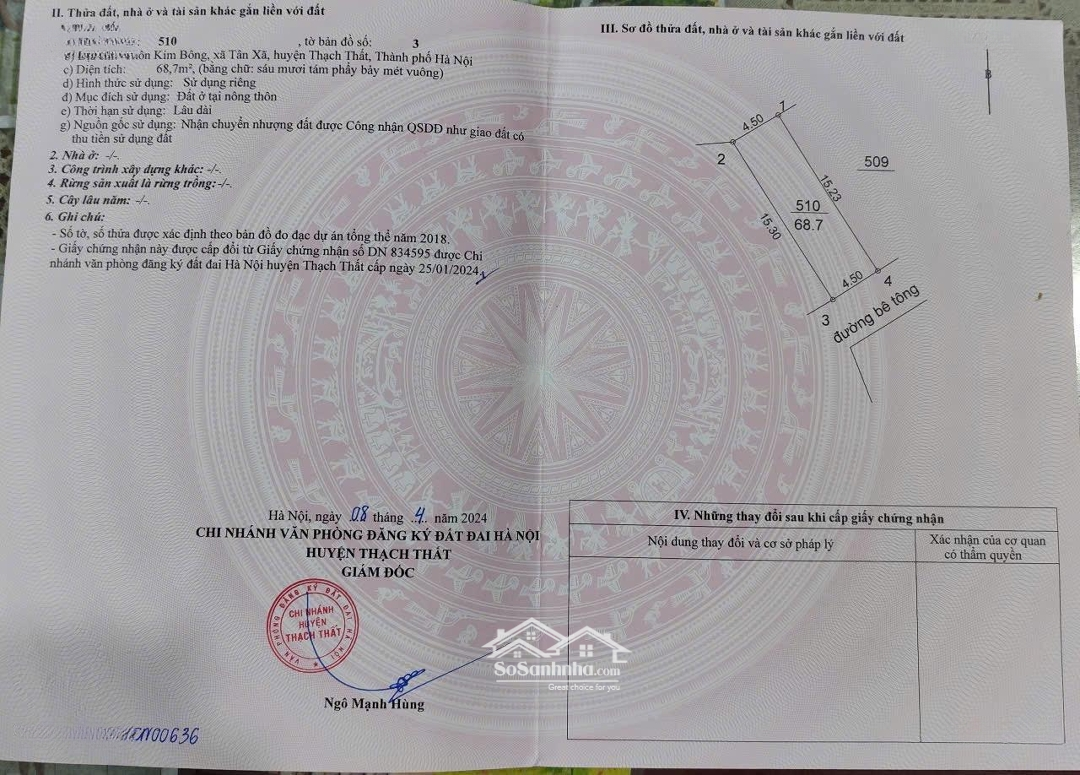 II. Thửa đất, nhà ở và tài sản khác gắn liền với đất
510 , tờ bản đồ số: 3
Kim Bông, xã Tân Xã, huyện Thạch Thất, Thành phố Hà Nội
c) Diện tích: 68,7m², (bằng chữ: sáu mươi tám phẩy bảy mét vuông)
d) Hình thức sử dụng: Sử dụng riêng
đ) Mục đích sử dụng: Đất ở tại nông thôn
e) Thời hạn sử dụng: Lâu dài
g) Nguồn gốc sử dụng: Nhận chuyển nhượng đất được Công nhận QSDĐ như giao đất có
thu tiền sử dụng đất
2. Nhà ở: -/-.
3. Công trình xây dựng khác: -/-.
4. Rừng sản xuất là rừng trồng: -/-.
5. Cây lâu năm: -/-.
6. Ghi chú:
- Số tờ, số thửa được xác định theo bản đồ đo đạc dự án tổng thể năm 2018.
- Giấy chứng nhận này được cấp đổi từ Giấy chứng nhận số DN 834595 được Chi
nhánh văn phòng đăng ký đất đai Hà Nội huyện Thạch Thất cấp ngày 25/01/2024
Hà Nội, ngày 08 tháng 4 năm 2024
CHI NHÁNH VĂN PHÒNG ĐĂNG KÝ ĐẤT ĐAI HÀ NỘI
HUYỆN THẠCH THẤT
GIÁM ĐỐC
VĂN PHÒNG ĐĂNG KÝ ĐẤT ĐAI HÀ NỘI
CHI NHÁNH
HUYỆN
THẠCH THẤT
Ngô Mạnh Hùng
N00636
III. Sơ đồ thửa đất, nhà ở và tài sản khác gắn liền với đất
B
1
4.50
2
509
15.23
510
68.7
15.30
4.50
4
3
đường bê tông
IV. Những thay đổi sau khi cấp giấy chứng nhận
Nội dung thay đổi và cơ sở pháp lý
Xác nhận của cơ quan
có thẩm quyền
SoSanhnha.com
Great choice for you